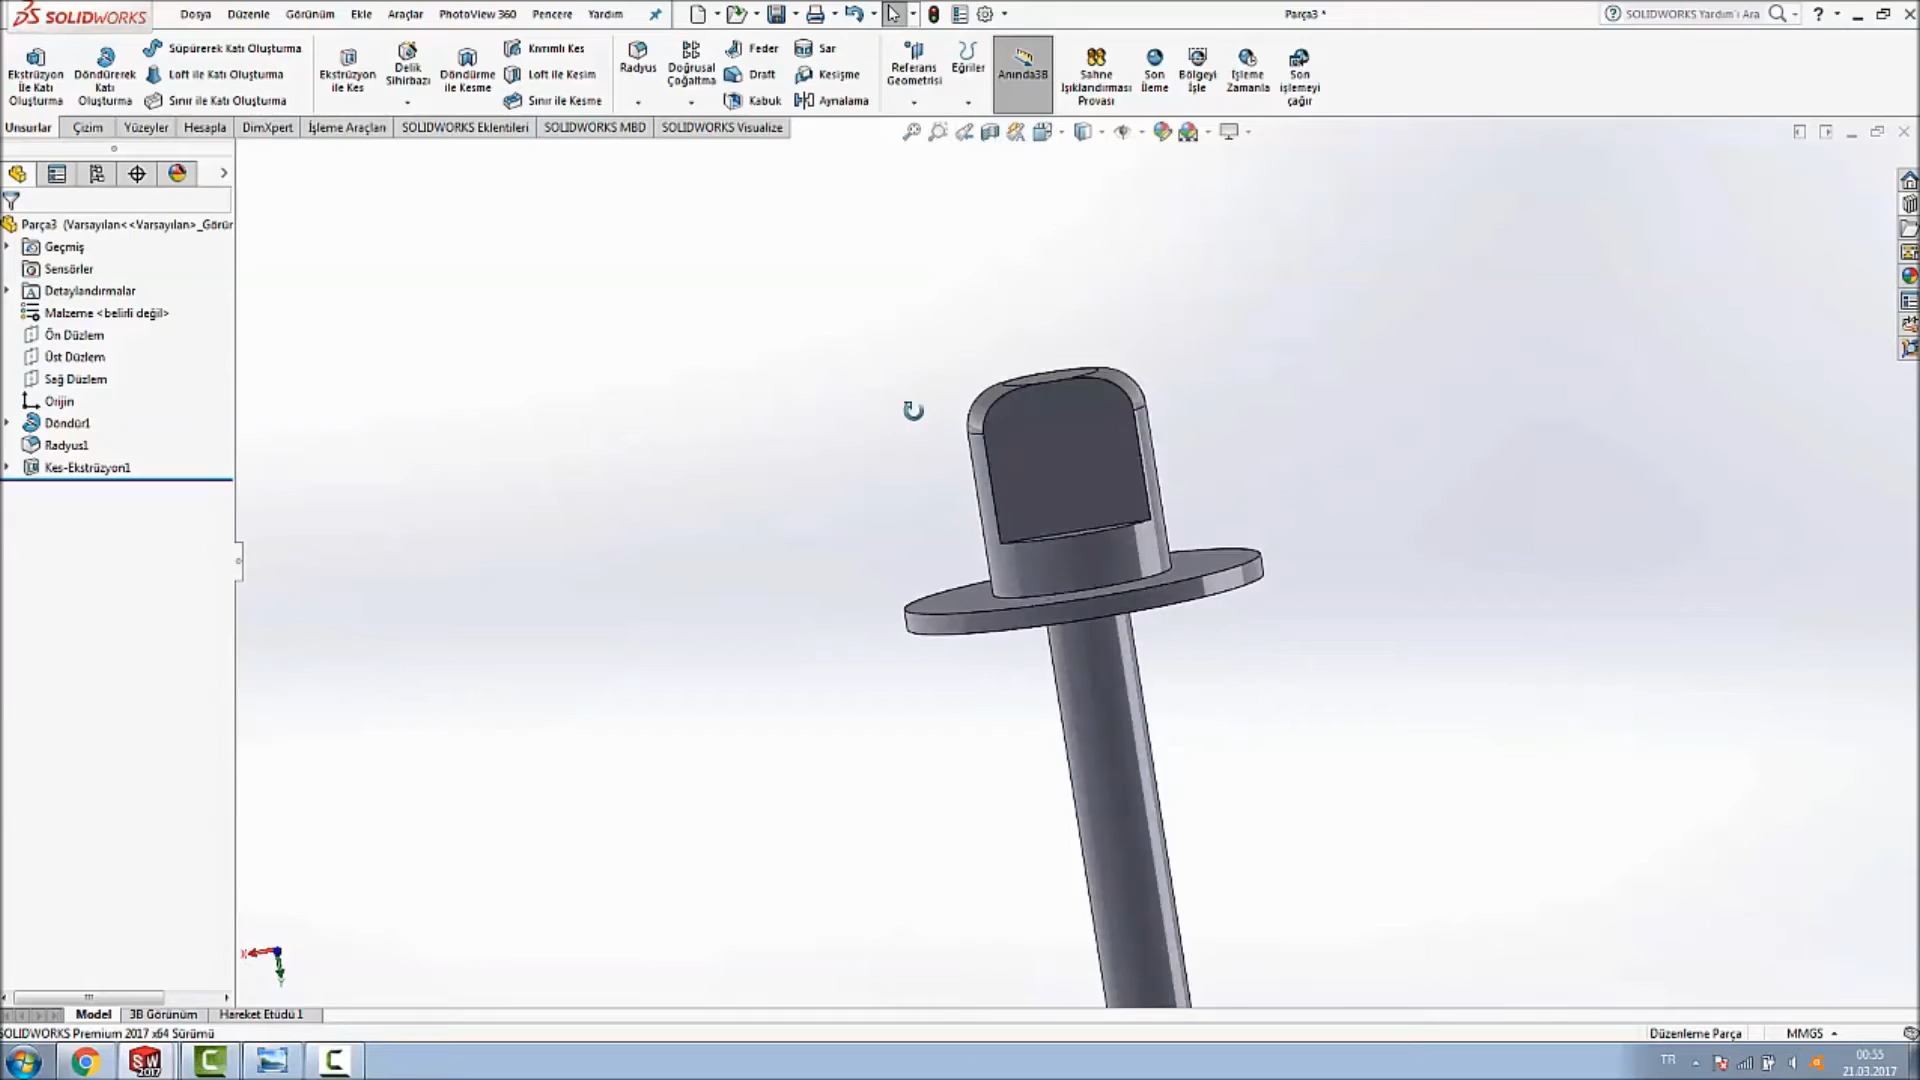 SOLIDWORKS Dosya Düzenle Görünüm Ekle Araçlar PhotoView 360 Pencere Yardım Parça3 * SOLIDWORKS Yardım'ı Ara
Ekstrüzyon İle Katı Oluşturma
Döndürerek Katı Oluşturma
Süpürerek Katı Oluşturma
Loft ile Katı Oluşturma
Sınır ile Katı Oluşturma
Ekstrüzyon ile Kes
Delik Sihirbazı
Döndürme ile Kesme
Kıvrımlı Kes
Loft ile Kesim
Sınır ile Kesme
Radyus
Doğrusal Çoğaltma
Feder
Draft
Kabuk
Sar
Kesişme
Aynalama
Referans Geometrisi
Eğriler
Anında3B
Sahne Işıklandırması Provası
Son İleme
Bölgeyi İşle
İşleme Zamanla
Son işlemeyi çağır
Unsurlar Çizim Yüzeyler Hesapla DimXpert İşleme Araçları SOLIDWORKS Eklentileri SOLIDWORKS MBD SOLIDWORKS Visualize
Parça3 (Varsayılan<<Varsayılan>_Görür
Geçmiş
Sensörler
Detaylandırmalar
Malzeme <belirli değil>
Ön Düzlem
Üst Düzlem
Sağ Düzlem
Orijin
Döndür1
Radyus1
Kes-Ekstrüzyon1
X
Y
Model 3B Görünüm Hareket Etüdü 1
SOLIDWORKS Premium 2017 x64 Sürümü Düzenleme Parça MMGS
SW 2017
TR
00:55
21.03.2017